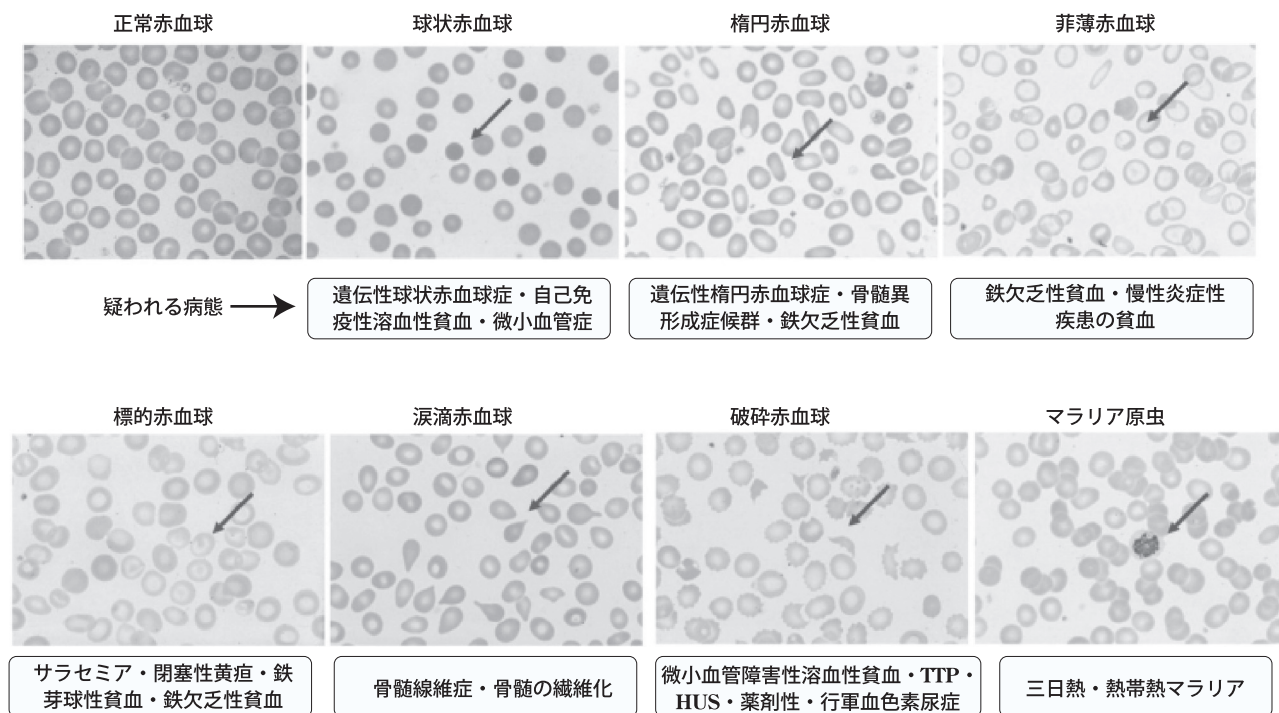 正常赤血球
球状赤血球
楕円赤血球
菲薄赤血球
疑われる病態
遺伝性球状赤血球症・自己免
疫性溶血性貧血・微小血管症
遺伝性楕円赤血球症・骨髄異
形成症候群・鉄欠乏性貧血
鉄欠乏性貧血・慢性炎症性
疾患の貧血
標的赤血球
涙滴赤血球
破砕赤血球
マラリア原虫
サラセミア・閉塞性黄疸・鉄
芽球性貧血・鉄欠乏性貧血
骨髄線維症・骨髄の繊維化
微小血管障害性溶血性貧血・TTP・
HUS・薬剤性・行軍血色素尿症
三日熱・熱帯熱マラリア